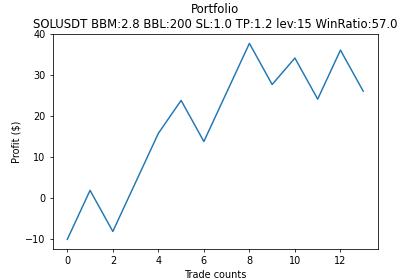 Portfolio
SOLUSDT BBM:2.8 BBL:200 SL:1.0 TP:1.2 lev:15 WinRatio:57.0
40
30
20
10
0
−10
Profit ($)
0 2 4 6 8 10 12
Trade counts